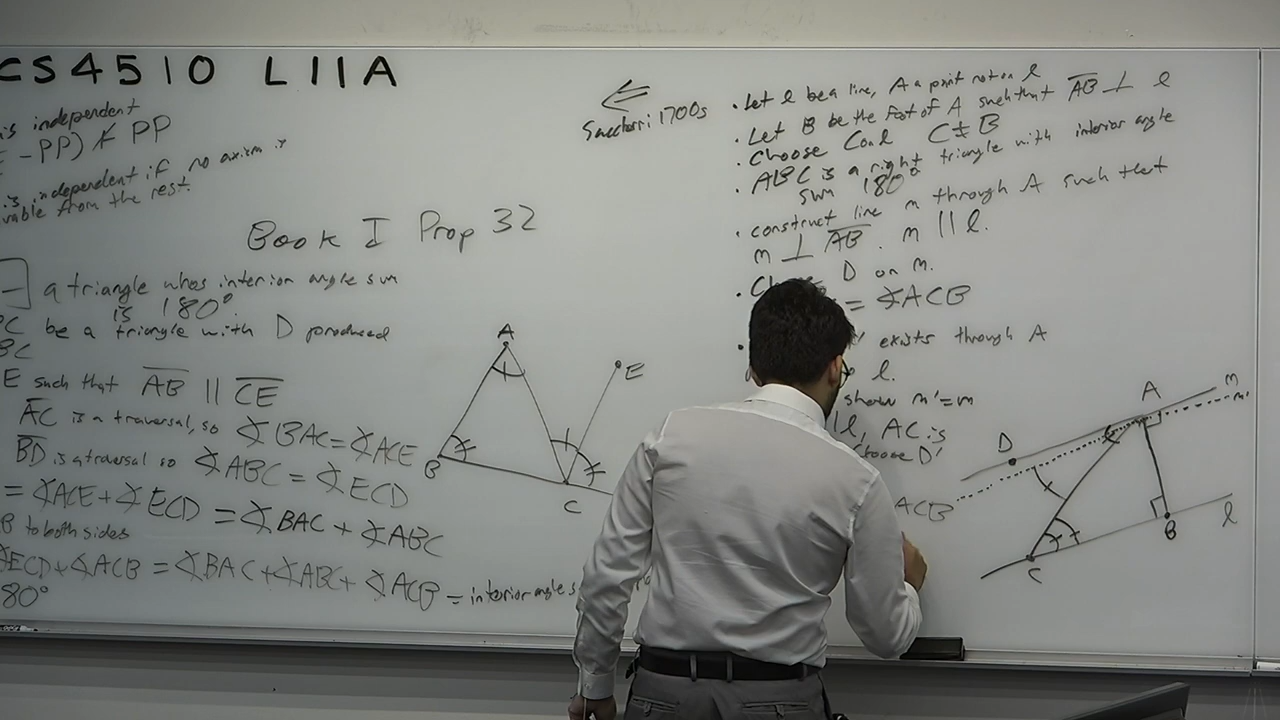 CS4510 L11A
is independent
-PP) ⊬ PP
is independent if no axiom is
vable from the rest.
Book I Prop 32
a triangle whos interior angle sum
is 180°
BC be a triangle with D produced
BC
E such that AB || CE
AC is a traversal, so ∡BAC = ∡ACE
BD is a traversal so ∡ABC = ∡ECD
= ∡ACE + ∡ECD = ∡BAC + ∡ABC
B to both sides
∡ECD + ∡ACB = ∡BAC + ∡ABC + ∡ACB = interior angle s
80°
A
B
C
E
⇐
Saccheri 1700s
• Let l be a line, A a point not on l
• Let B be the foot of A such that AB ⊥ l
• Choose C on l C ≠ B
• ABC is a right triangle with interior angle
sum 180°
• construct line m through A such that
m ⊥ AB. m || l.
• Ch D on m.
= ∡ACB
• m' exists through A
l.
show m' = m
l, AC is
Choose D'
ACB
D
A
m
m'
B
l
C